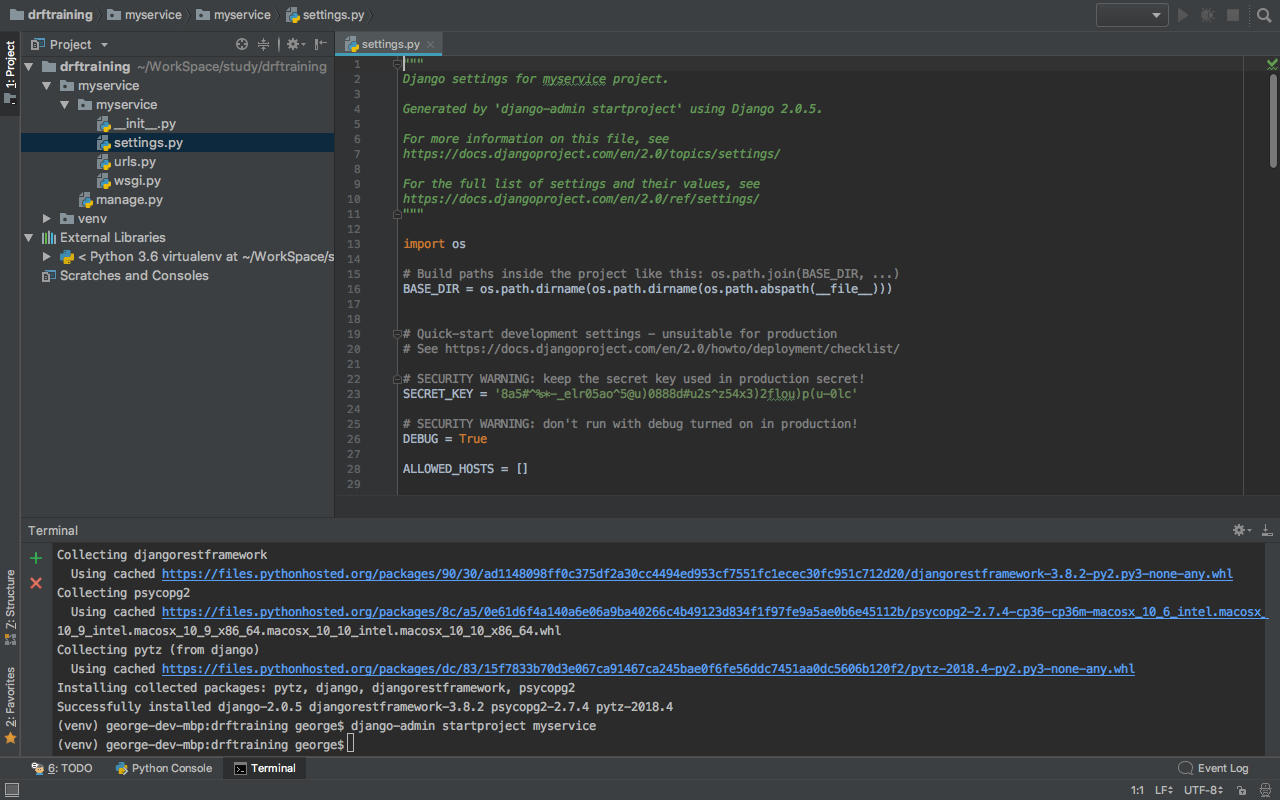 drftraining myservice myservice settings.py
1: Project
Project
settings.py
drftraining ~/WorkSpace/study/drftraining
myservice
myservice
__init__.py
settings.py
urls.py
wsgi.py
manage.py
venv
External Libraries
< Python 3.6 virtualenv at ~/WorkSpace/s
Scratches and Consoles
1 """
2 Django settings for myservice project.
3
4 Generated by 'django-admin startproject' using Django 2.0.5.
5
6 For more information on this file, see
7 https://docs.djangoproject.com/en/2.0/topics/settings/
8
9 For the full list of settings and their values, see
10 https://docs.djangoproject.com/en/2.0/ref/settings/
11 """
12
13 import os
14
15 # Build paths inside the project like this: os.path.join(BASE_DIR, ...)
16 BASE_DIR = os.path.dirname(os.path.dirname(os.path.abspath(__file__)))
17
18
19 # Quick-start development settings - unsuitable for production
20 # See https://docs.djangoproject.com/en/2.0/howto/deployment/checklist/
21
22 # SECURITY WARNING: keep the secret key used in production secret!
23 SECRET_KEY = '8a5#^%*-_elr05ao^5@u)0888d#u2s^z54x3)2flou)p(u-0lc'
24
25 # SECURITY WARNING: don't run with debug turned on in production!
26 DEBUG = True
27
28 ALLOWED_HOSTS = []
29
Terminal
Collecting djangorestframework
Using cached https://files.pythonhosted.org/packages/90/30/ad1148098ff0c375df2a30cc4494ed953cf7551fc1ecec30fc951c712d20/djangorestframework-3.8.2-py2.py3-none-any.whl
Collecting psycopg2
Using cached https://files.pythonhosted.org/packages/8c/a5/0e61d6f4a140a6e06a9ba40266c4b49123d834f1f97fe9a5ae0b6e45112b/psycopg2-2.7.4-cp36-cp36m-macosx_10_6_intel.macosx_
10_9_intel.macosx_10_9_x86_64.macosx_10_10_intel.macosx_10_10_x86_64.whl
Collecting pytz (from django)
Using cached https://files.pythonhosted.org/packages/dc/83/15f7833b70d3e067ca91467ca245bae0f6fe56ddc7451aa0dc5606b120f2/pytz-2018.4-py2.py3-none-any.whl
Installing collected packages: pytz, django, djangorestframework, psycopg2
Successfully installed django-2.0.5 djangorestframework-3.8.2 psycopg2-2.7.4 pytz-2018.4
(venv) george-dev-mbp:drftraining george$ django-admin startproject myservice
(venv) george-dev-mbp:drftraining george$
7: Structure
2: Favorites
6: TODO Python Console Terminal Event Log
1:1 LF UTF-8